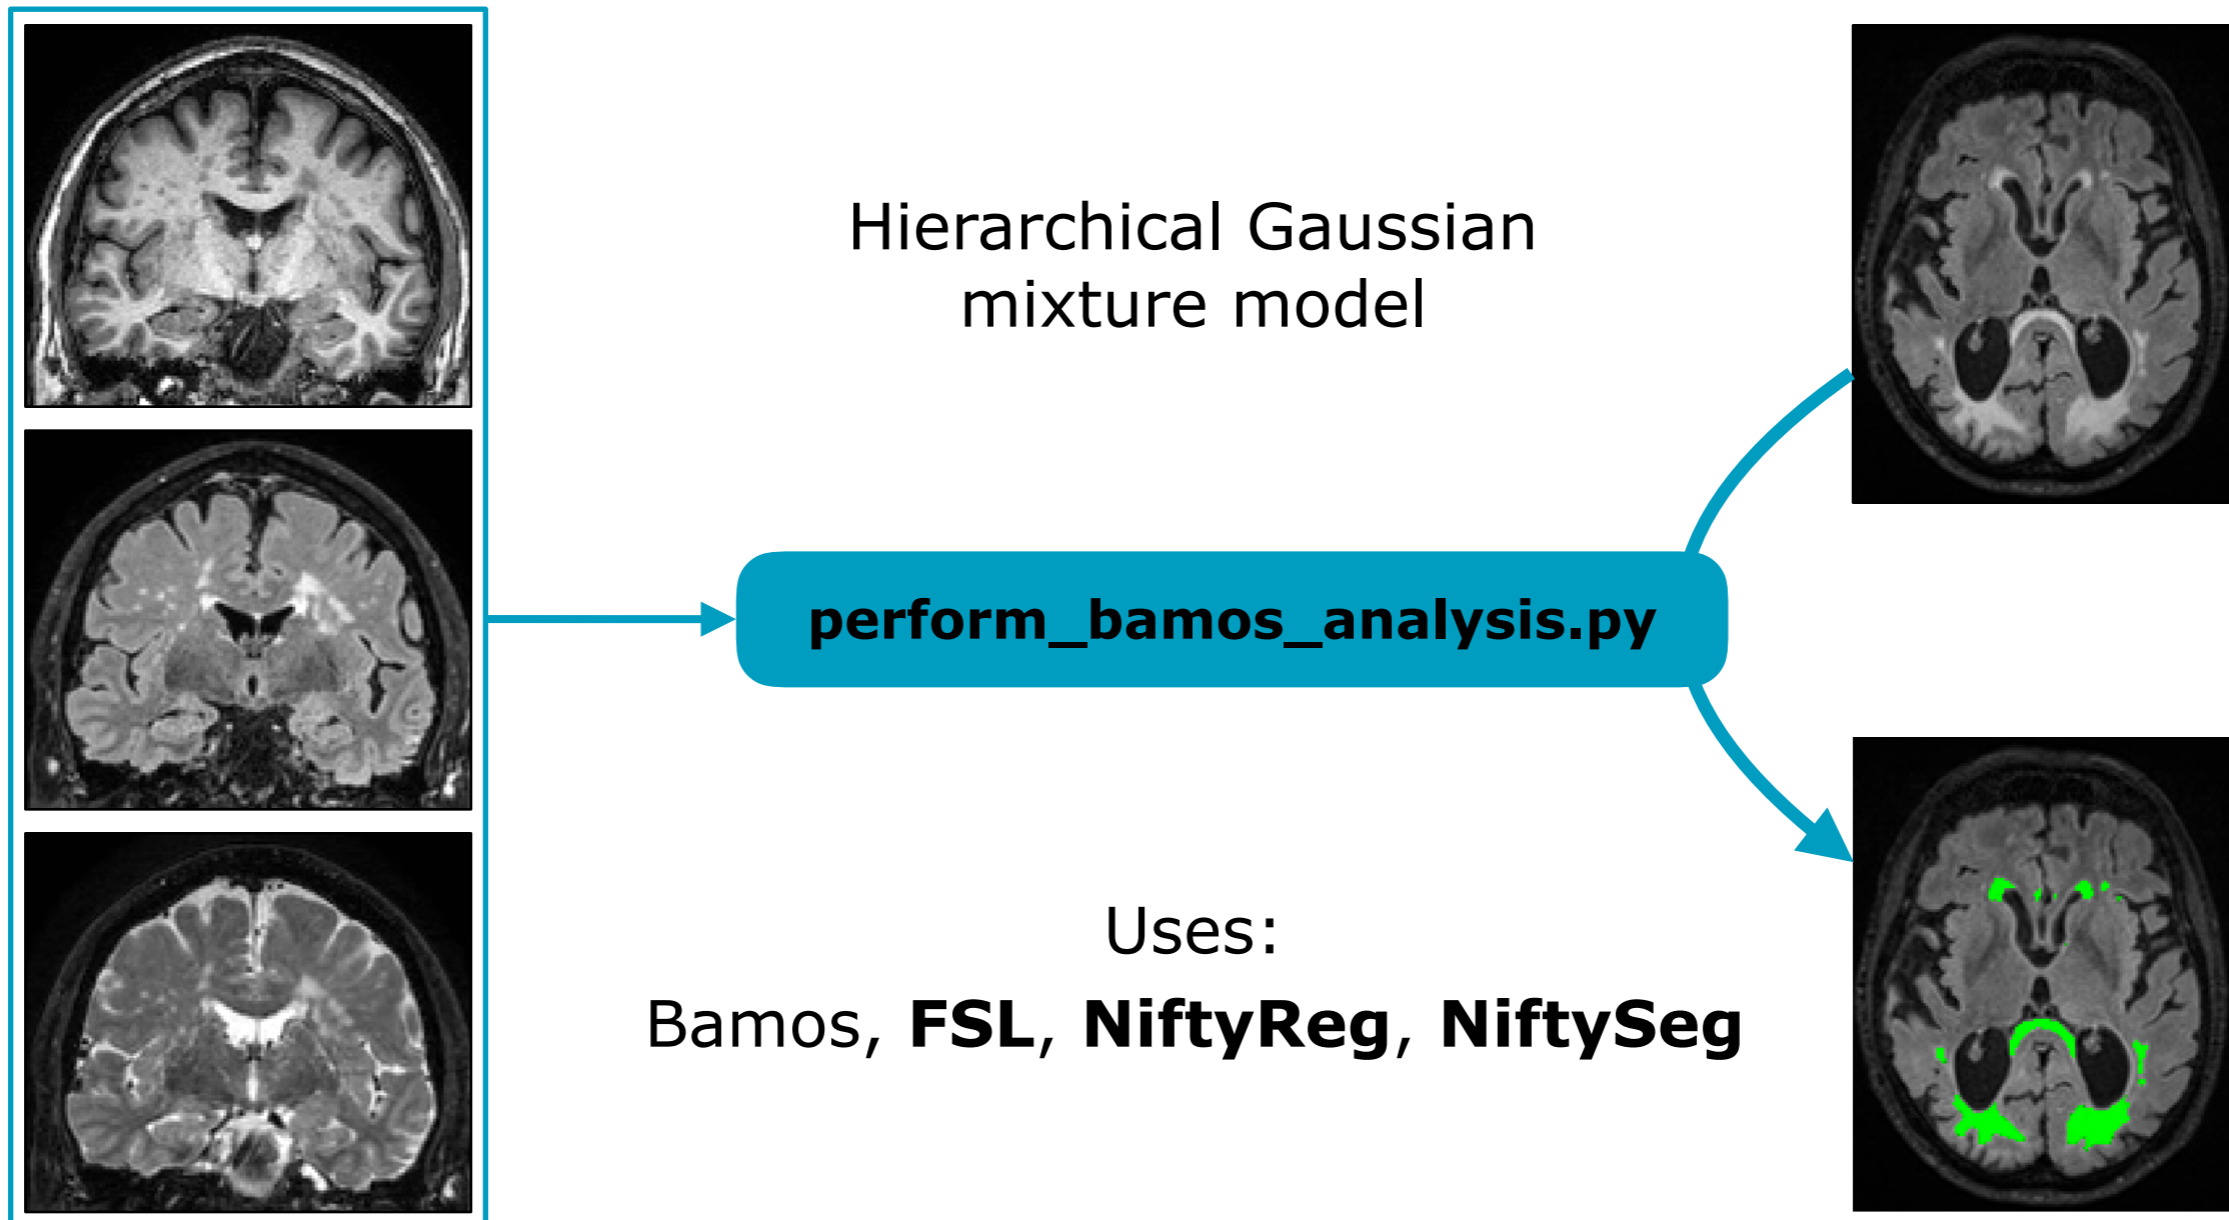 Hierarchical Gaussian
mixture model
perform_bamos_analysis.py
Uses:
Bamos, FSL, NiftyReg, NiftySeg